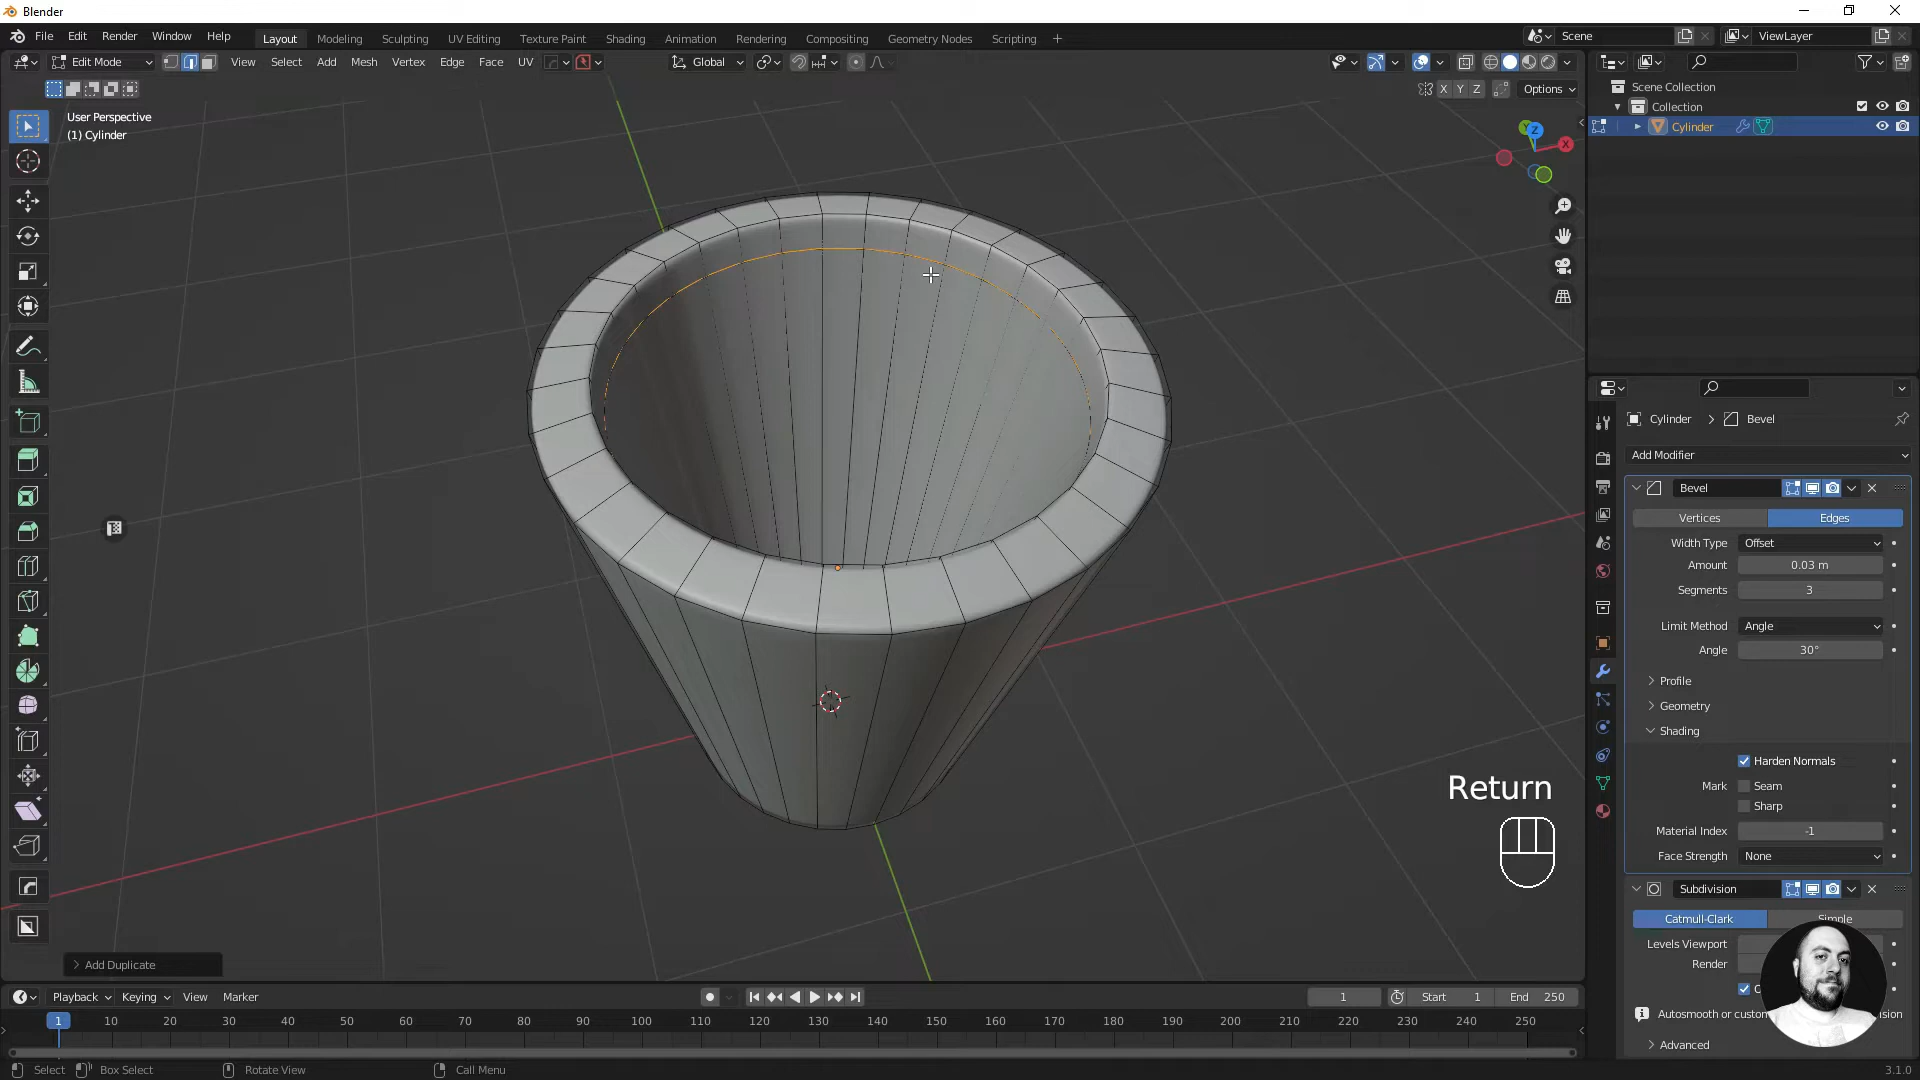 Blender
File Edit Render Window Help
Layout Modeling Sculpting UV Editing Texture Paint Shading Animation Rendering Compositing Geometry Nodes Scripting +
Scene
ViewLayer
Edit Mode
View Select Add Mesh Vertex Edge Face UV
Global
X Y Z
Options
User Perspective
(1) Cylinder
Z
Y
X
Scene Collection
Collection
Cylinder
Cylinder > Bevel
Add Modifier
Bevel
Vertices Edges
Width Type Offset
Amount 0.03 m
Segments 3
Limit Method Angle
Angle 30°
Profile
Geometry
Shading
Harden Normals
Mark Seam
Sharp
Material Index -1
Face Strength None
Subdivision
Catmull-Clark Simple
Levels Viewport
Render
Autosmooth or custom
Advanced
Return
Add Duplicate
Playback Keying View Marker
1
Start 1
End 250
1 10 20 30 40 50 60 70 80 90 100 110 120 130 140 150 160 170 180 190 200 210 220 230 240 250
Select Box Select Rotate View Call Menu
3.1.0